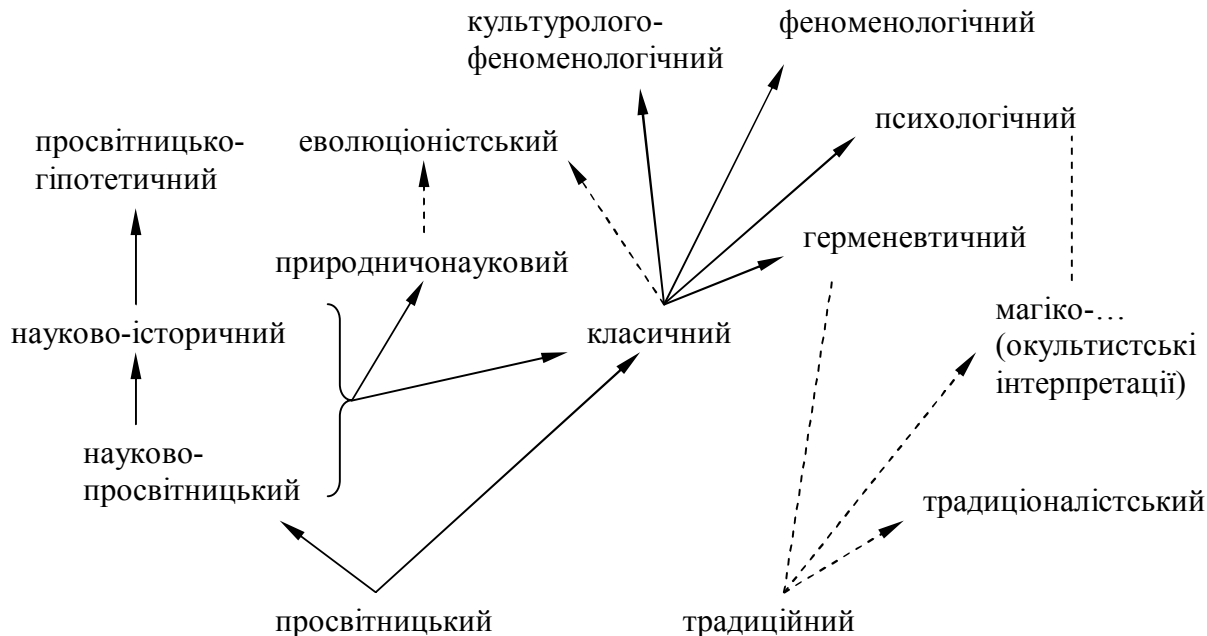 культуролого-
феноменологічний
феноменологічний
просвітницько-
гіпотетичний
еволюціоністський
психологічний
герменевтичний
природничонауковий
науково-історичний
класичний
магіко-…
(окультистські
інтерпретації)
науково-
просвітницький
традиціоналістський
просвітницький
традиційний